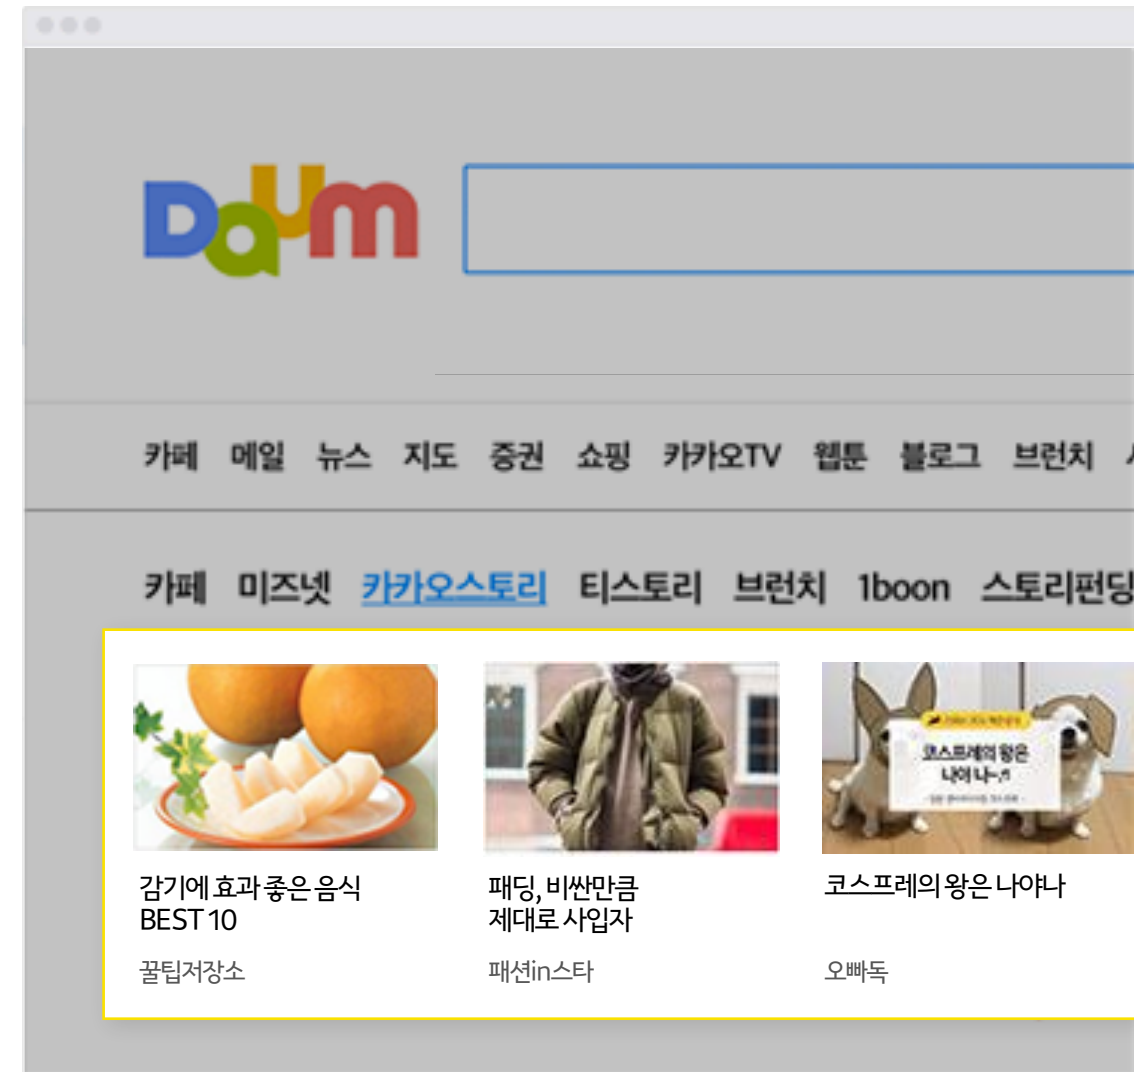 Daum
카페 메일 뉴스 지도 증권 쇼핑 카카오TV 웹툰 블로그 브런치
카페 미즈넷 카카오스토리 티스토리 브런치 1boon 스토리펀딩
코스프레의 왕은
나야 나~♬
감기에 효과 좋은 음식
BEST 10
꿀팁저장소
패딩, 비싼만큼
제대로 사입자
패션in스타
코스프레의 왕은 나야나
오빠독